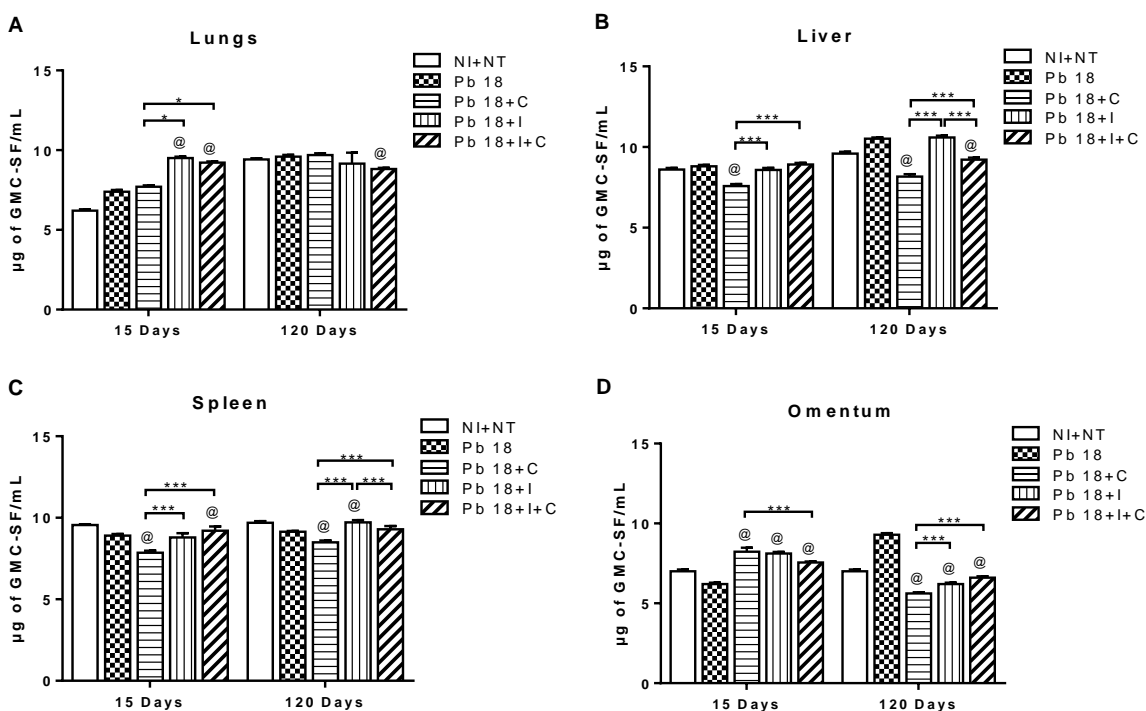 A
Lungs
15
10
5
0
µg of GMC-SF/mL
* 
*
@
@
@
15 Days
120 Days
NI+NT
Pb 18
Pb 18+C
Pb 18+I
Pb 18+I+C
B
Liver
15
10
5
0
µg of GMC-SF/mL
***
***
@
***
*** ***
@
@
15 Days
120 Days
NI+NT
Pb 18
Pb 18+C
Pb 18+I
Pb 18+I+C
C
Spleen
15
10
5
0
µg of GMC-SF/mL
***
***
@
@
***
*** ***
@
@
15 Days
120 Days
NI+NT
Pb 18
Pb 18+C
Pb 18+I
Pb 18+I+C
D
Omentum
15
10
5
0
µg of GMC-SF/mL
***
@
@
@
***
***
@
@
@
15 Days
120 Days
NI+NT
Pb 18
Pb 18+C
Pb 18+I
Pb 18+I+C